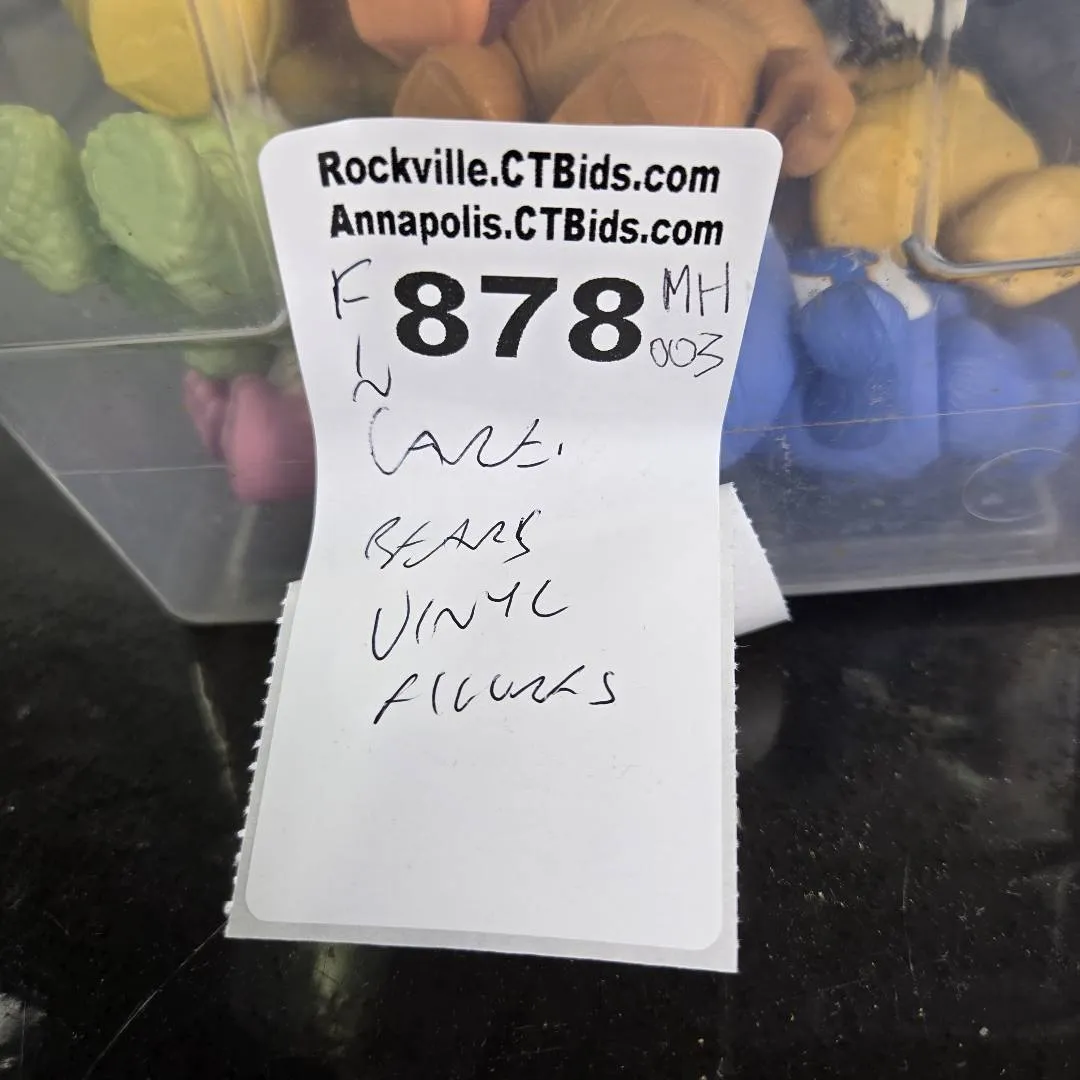 Rockville.CTBids.com
Annapolis.CTBids.com
F 878 MH
003
CARE
BEARS
VINYL
FIGURES